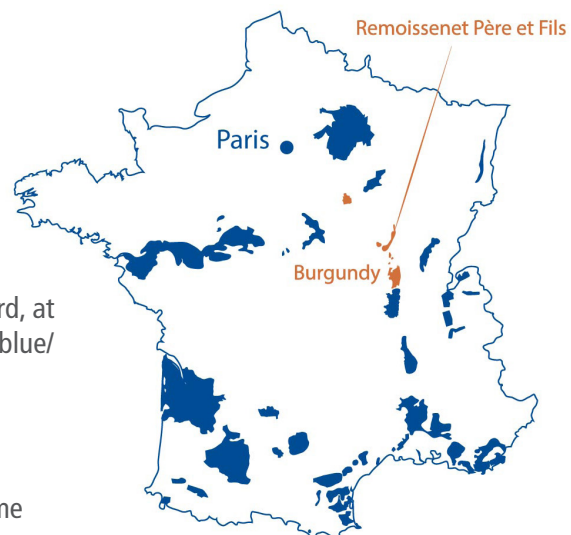 Remoissenet Père et Fils
Paris
Burgundy
rd, at
blue/
ne